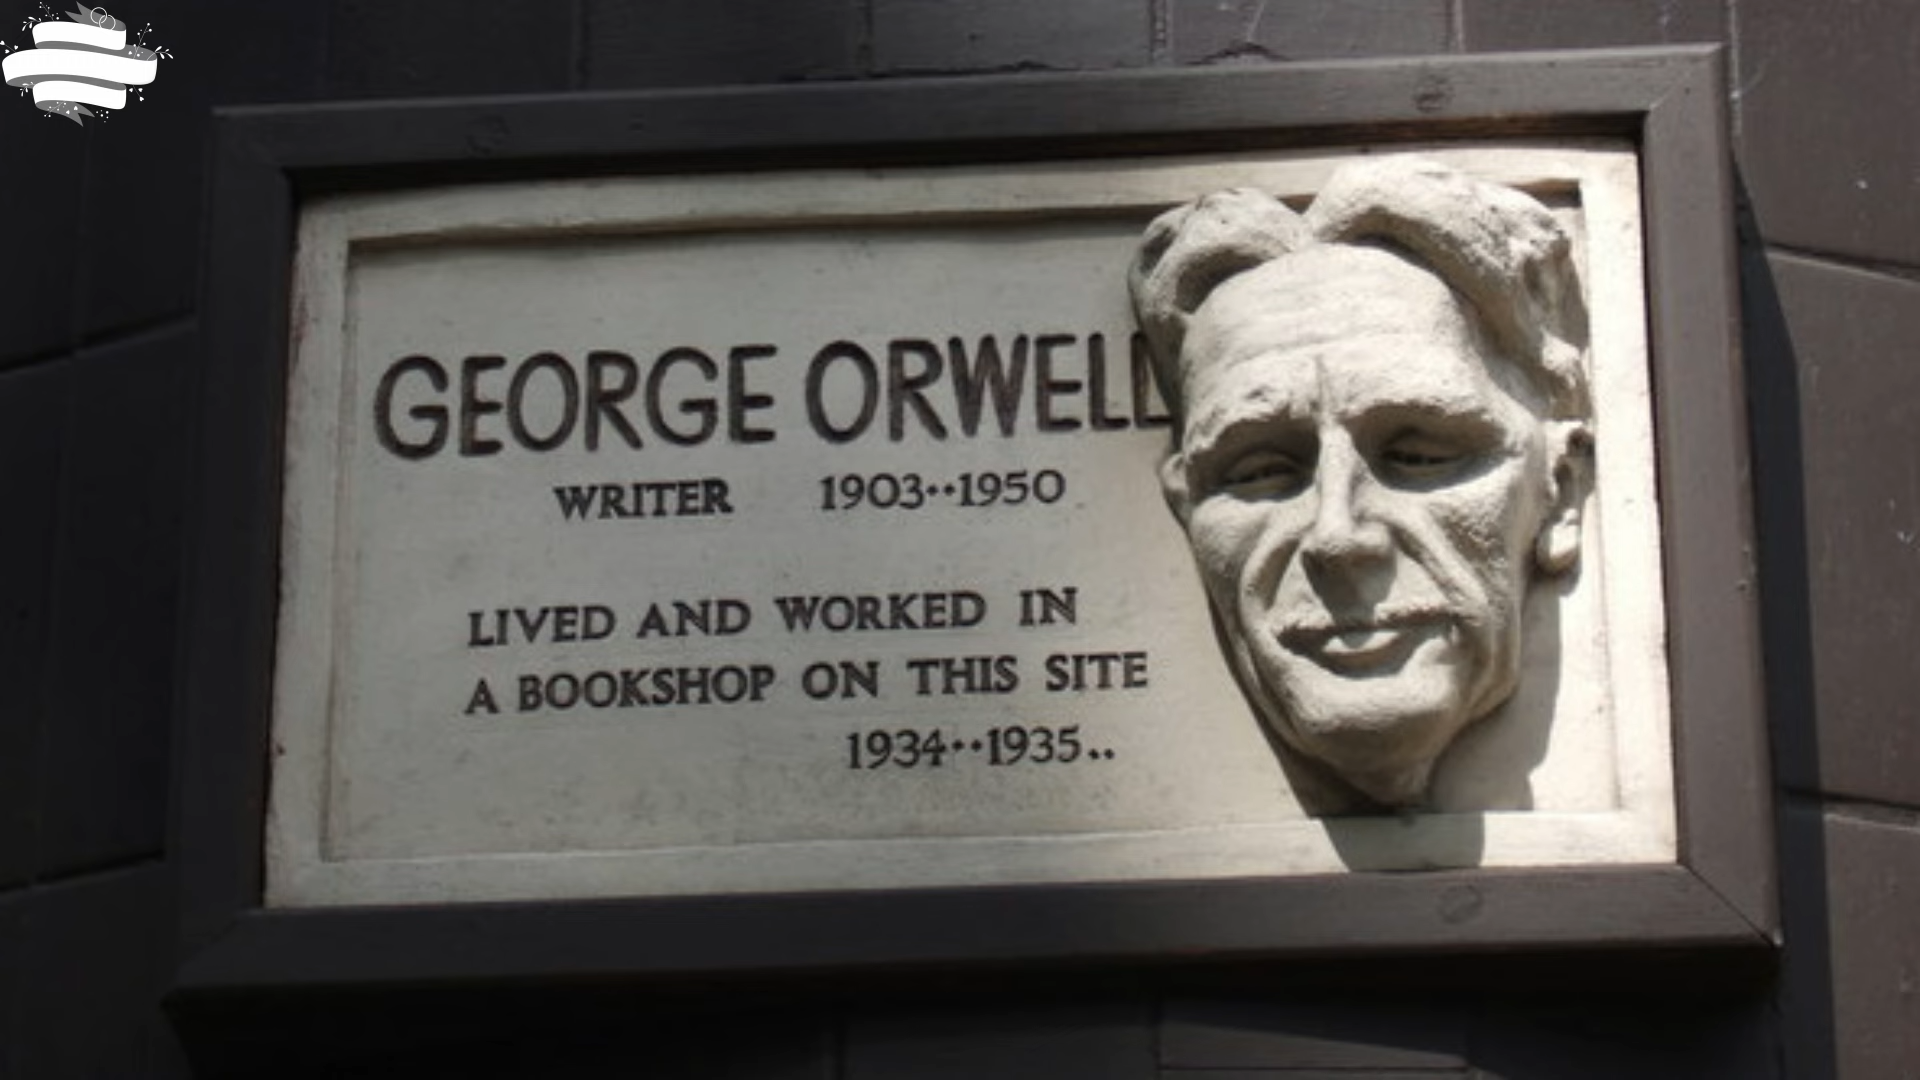 GEORGE ORWELL
WRITER 1903··1950
LIVED AND WORKED IN
A BOOKSHOP ON THIS SITE
1934··1935..